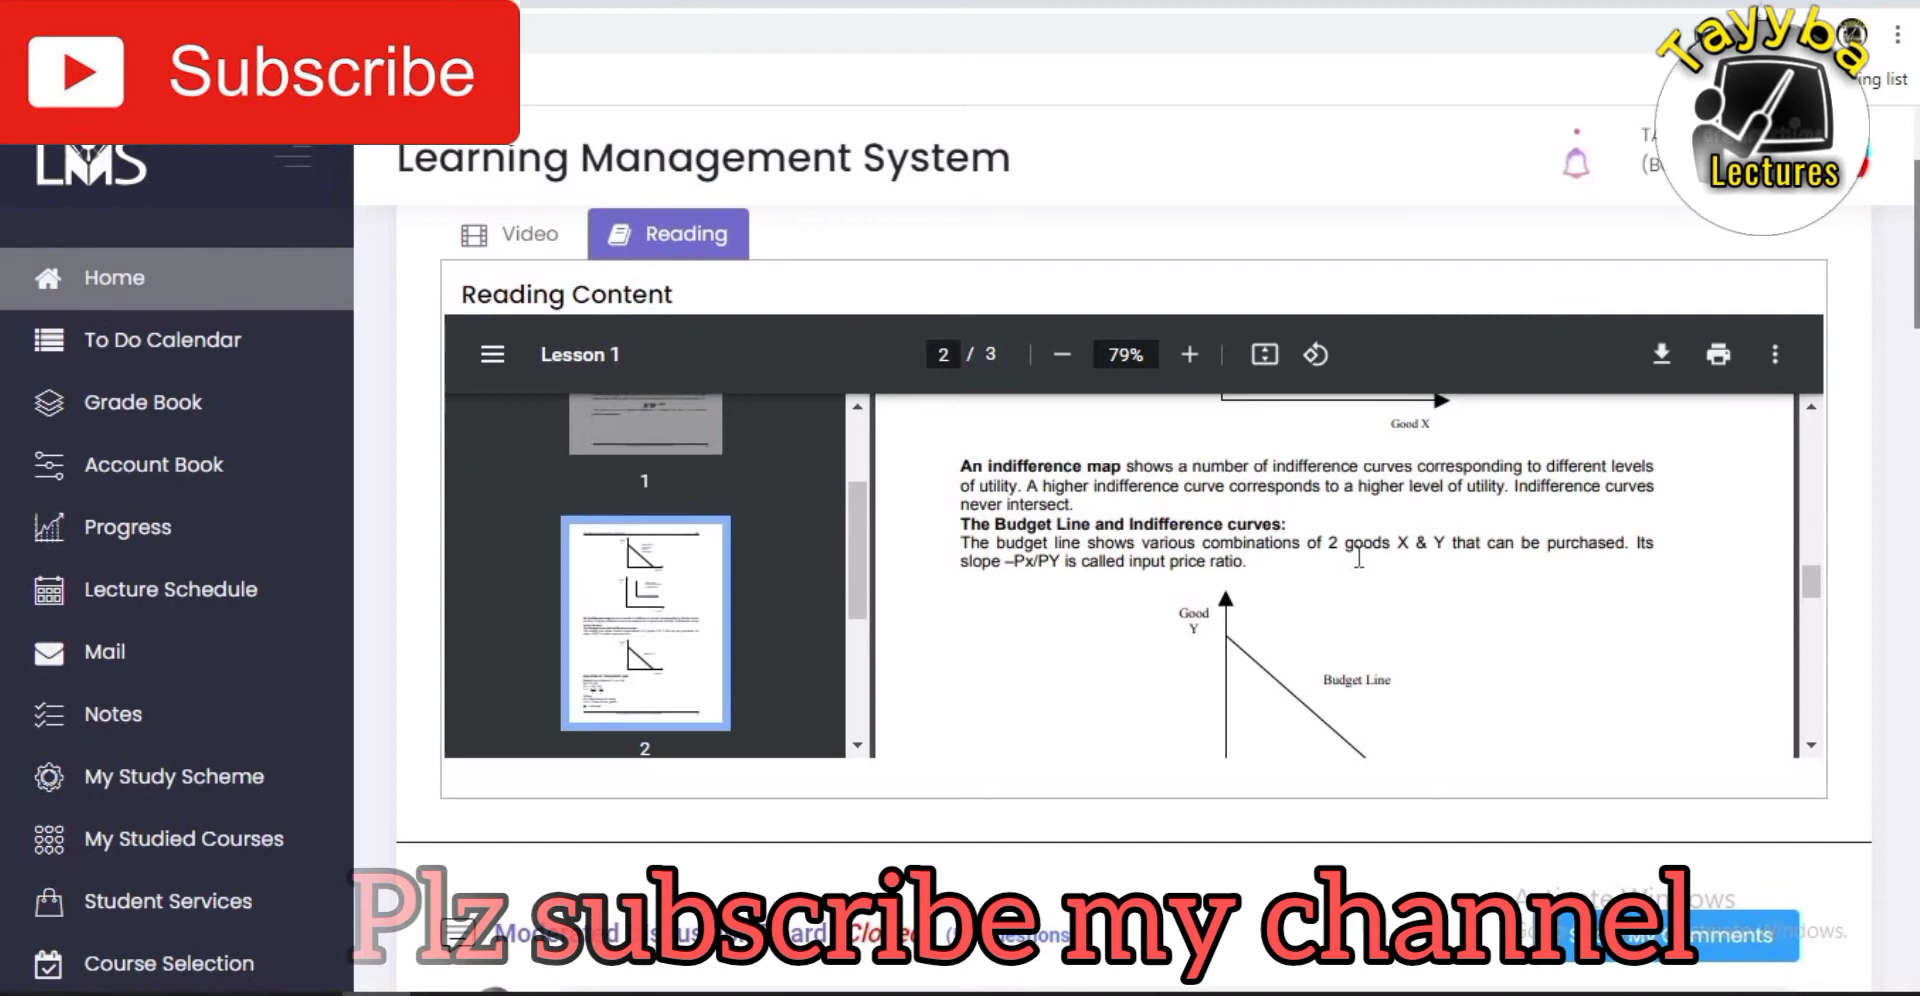 Subscribe
Tayyba
Lectures
ing list
LMS
Learning Management System
Video
Reading
Home
To Do Calendar
Grade Book
Account Book
Progress
Lecture Schedule
Mail
Notes
My Study Scheme
My Studied Courses
Student Services
Course Selection
Reading Content
Lesson 1
2 / 3
79%
1
2
Good X
An indifference map shows a number of indifference curves corresponding to different levels
of utility. A higher indifference curve corresponds to a higher level of utility. Indifference curves
never intersect.
The Budget Line and Indifference curves:
The budget line shows various combinations of 2 goods X & Y that can be purchased. Its
slope –Px/PY is called input price ratio.
Good
Y
Budget Line
Plz subscribe my channel
Activate Windows